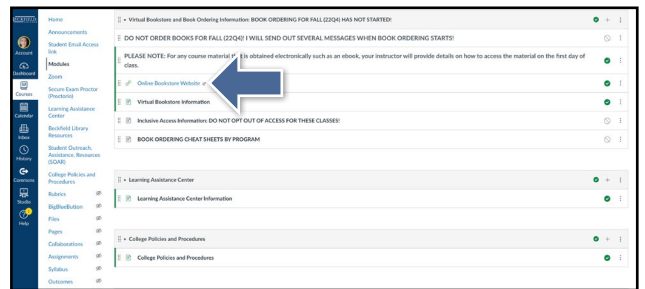 BECKFIELD
Account
Dashboard
Courses
Calendar
Inbox
History
Commons
Studio
Help
Home
Announcements
Student Email Access
link
Modules
Zoom
Secure Exam Proctor
(Proctorio)
Learning Assistance
Center
Beckfield Library
Resources
Student Outreach,
Assistance, Resources
(SOAR)
College Policies and
Procedures
Rubrics
BigBlueButton
Files
Pages
Collaborations
Assignments
Syllabus
Outcomes
Virtual Bookstore and Book Ordering Information: BOOK ORDERING FOR FALL (22Q4) HAS NOT STARTED!
DO NOT ORDER BOOKS FOR FALL (22Q4)! I WILL SEND OUT SEVERAL MESSAGES WHEN BOOK ORDERING STARTS!
PLEASE NOTE: For any course material is obtained electronically such as an ebook, your instructor will provide details on how to access the material on the first day of
class.
Online Bookstore Website
Virtual Bookstore Information
Inclusive Access Information: DO NOT OPT OUT OF ACCESS FOR THESE CLASSES!
BOOK ORDERING CHEAT SHEETS BY PROGRAM
Learning Assistance Center
Learning Assistance Center Information
College Policies and Procedures
College Policies and Procedures